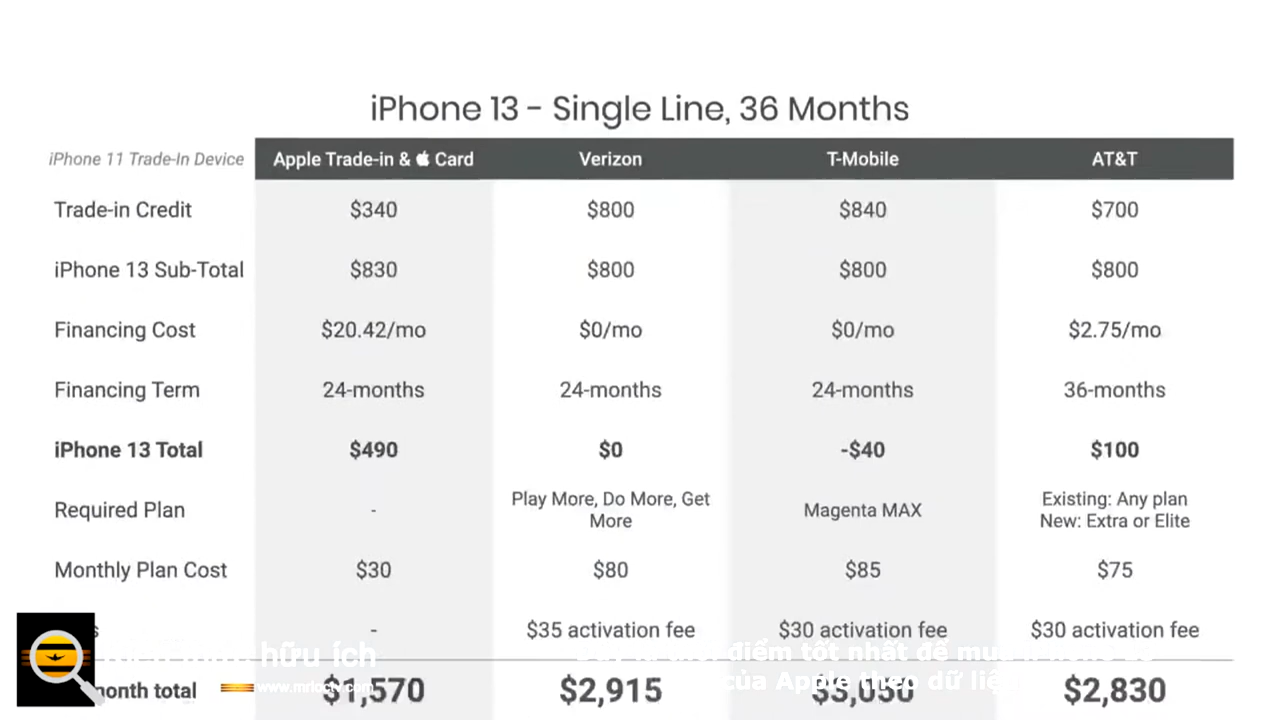 iPhone 13 - Single Line, 36 Months
iPhone 11 Trade-In Device Apple Trade-in & Card Verizon T-Mobile AT&T
Trade-in Credit $340 $800 $840 $700
iPhone 13 Sub-Total $830 $800 $800 $800
Financing Cost $20.42/mo $0/mo $0/mo $2.75/mo
Financing Term 24-months 24-months 24-months 36-months
iPhone 13 Total $490 $0 -$40 $100
Required Plan - Play More, Do More, Get More Magenta MAX Existing: Any plan
New: Extra or Elite
Monthly Plan Cost $30 $80 $85 $75
- $35 activation fee $30 activation fee $30 activation fee
hữu ích
điểm tốt nhất để
của Apple theo dữ
month total $1,570 $2,915 $2,830
www.mrloctv.com